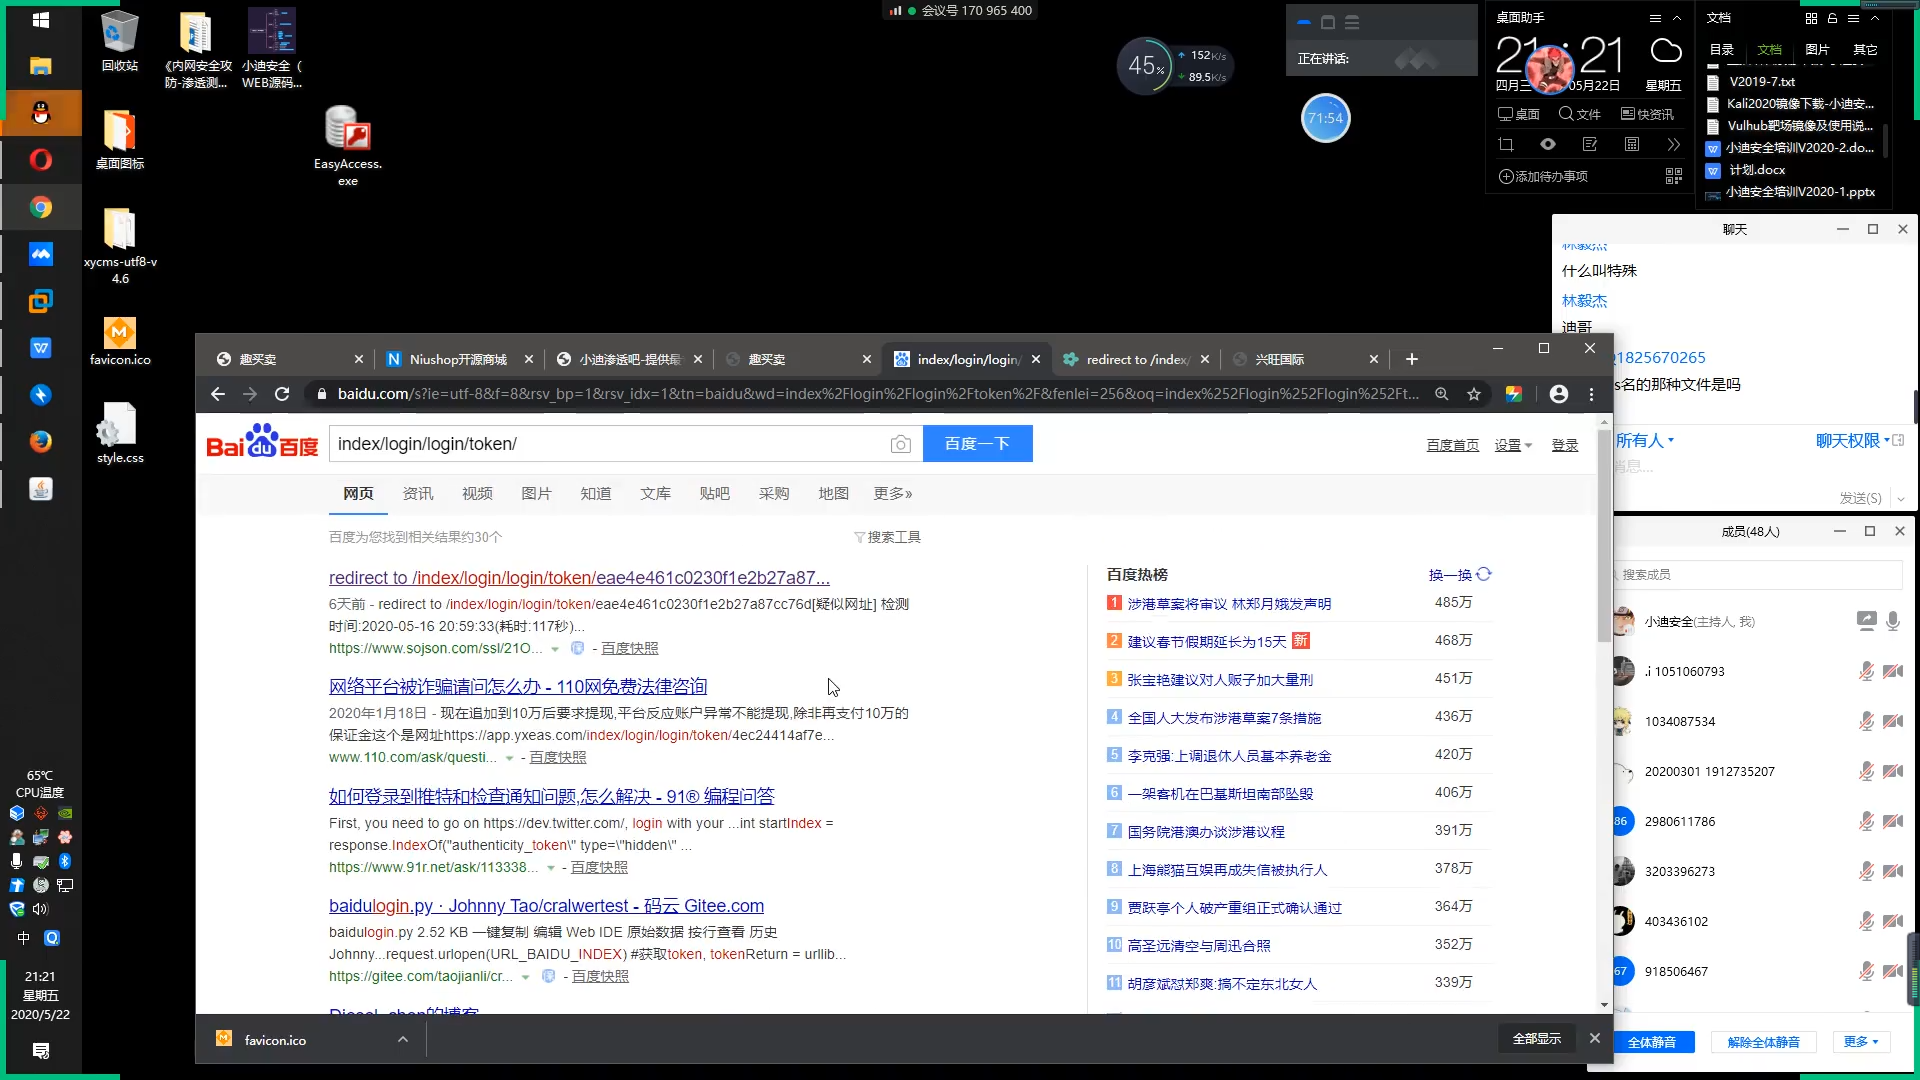 回收站
《内网安全攻
防-渗透测...
小迪安全（
WEB源码...
桌面图标
EasyAccess.
exe
xycms-utf8-v
4.6
favicon.ico
style.css
65℃
CPU温度
中
21:21
星期五
2020/5/22
会议号 170 965 400
45%
152K/s
89.5K/s
正在讲话:
71:54
桌面助手
21:21
四月三
05月22日
星期五
桌面
文件
快资讯
添加待办事项
文档
目录
文档
图片
其它
V2019-7.txt
Kali2020镜像下载-小迪安...
Vulhub靶场镜像及使用说...
小迪安全培训V2020-2.do...
计划.docx
小迪安全培训V2020-1.pptx
聊天
林毅杰
什么叫特殊
林毅杰
迪哥
1825670265
s名的那种文件是吗
所有人
聊天权限
消息...
发送(S)
成员(48人)
搜索成员
小迪安全(主持人, 我)
.i 1051060793
1034087534
20200301 1912735207
86
2980611786
3203396273
403436102
67
918506467
全体静音
解除全体静音
更多
趣买卖
Niushop开源商城
小迪渗透吧-提供最
趣买卖
index/login/login/
redirect to /index/
兴旺国际
baidu.com/s?ie=utf-8&f=8&rsv_bp=1&rsv_idx=1&tn=baidu&wd=index%2Flogin%2Flogin%2Ftoken%2F&fenlei=256&oq=index%252Flogin%252Flogin%252Ft...
Bai百度
index/login/login/token/
百度一下
百度首页
设置
登录
网页
资讯
视频
图片
知道
文库
贴吧
采购
地图
更多»
百度为您找到相关结果约30个
搜索工具
redirect to /index/login/login/token/eae4e461c0230f1e2b27a87...
6天前 - redirect to /index/login/login/token/eae4e461c0230f1e2b27a87cc76d[疑似网址] 检测
时间:2020-05-16 20:59:33(耗时:117秒)...
https://www.sojson.com/ssl/21O... - 百度快照
网络平台被诈骗请问怎么办 - 110网免费法律咨询
2020年1月18日 - 现在追加到10万后要求提现,平台反应账户异常不能提现,除非再支付10万的
保证金这个是网址https://app.yxeas.com/index/login/login/token/4ec24414af7e...
www.110.com/ask/questi... - 百度快照
如何登录到推特和检查通知问题,怎么解决 - 91® 编程问答
First, you need to go on https://dev.twitter.com/, login with your ...int startIndex =
response.IndexOf("authenticity_token\" type=\"hidden\" ...
https://www.91r.net/ask/113338... - 百度快照
baidulogin.py · Johnny Tao/cralwertest - 码云 Gitee.com
baidulogin.py 2.52 KB 一键复制 编辑 Web IDE 原始数据 按行查看 历史
Johnny...request.urlopen(URL_BAIDU_INDEX) #获取token, tokenReturn = urllib...
https://gitee.com/taojianli/cr... - 百度快照
百度热榜
换一换
1 涉港草案将审议 林郑月娥发声明 485万
2 建议春节假期延长为15天 新 468万
3 张宝艳建议对人贩子加大量刑 451万
4 全国人大发布涉港草案7条措施 436万
5 李克强:上调退休人员基本养老金 420万
6 一架客机在巴基斯坦南部坠毁 406万
7 国务院港澳办谈涉港议程 391万
8 上海熊猫互娱再成失信被执行人 378万
9 贾跃亭个人破产重组正式确认通过 364万
10 高圣远清空与周迅合照 352万
11 胡彦斌怼郑爽:搞不定东北女人 339万
favicon.ico
全部显示